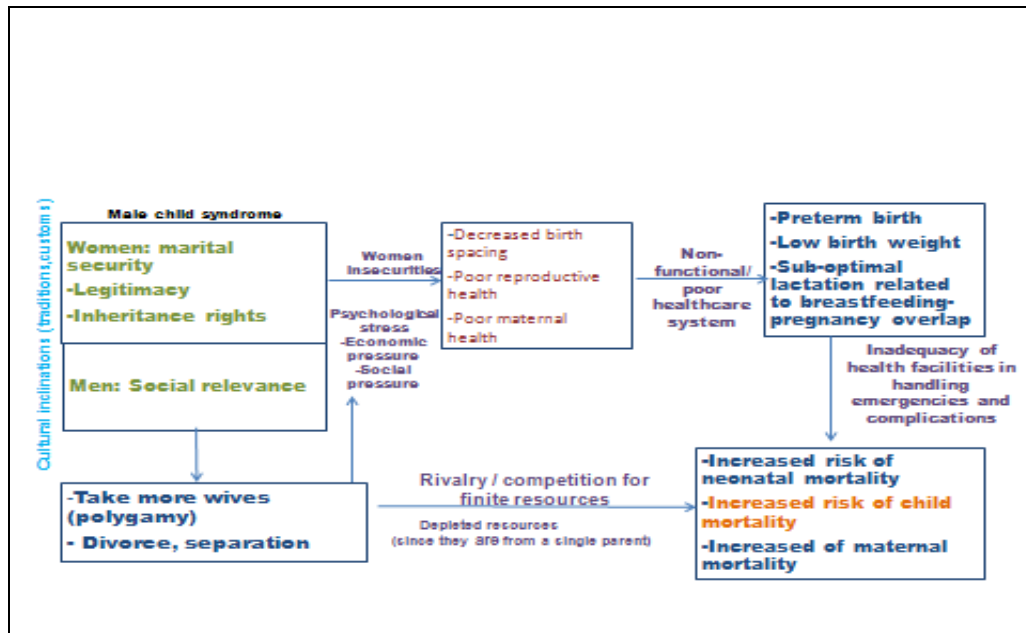 Cultural inclinations (traditions,customs)
Male child syndrome
Women: marital
security
-Legitimacy
-Inheritance rights
Men: Social relevance
Women
Insecurities
Psychological
stress
-Economic
pressure
-Social
pressure
-Decreased birth
spacing
-Poor reproductive
health
-Poor maternal
health
Non-
functional/
poor
healthcare
system
-Preterm birth
-Low birth weight
-Sub-optimal
lactation related
to breastfeeding-
pregnancy overlap
Inadequacy of
health facilities in
handling
emergencies and
complications
-Take more wives
(polygamy)
- Divorce, separation
Rivalry / competition for
finite resources
Depleted resources
(since they are from a single parent)
-Increased risk of
neonatal mortality
-Increased risk of child
mortality
-Increased of maternal
mortality